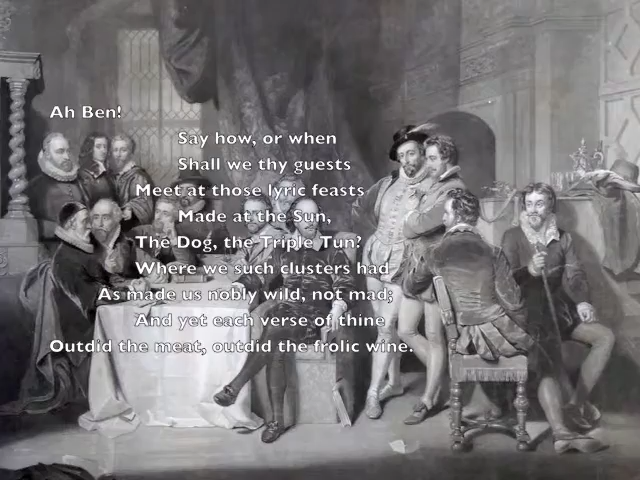 Ah Ben!
Say how, or when
Shall we thy guests
Meet at those lyric feasts
Made at the Sun,
The Dog, the Triple Tun?
Where we such clusters had
As made us nobly wild, not mad;
And yet each verse of thine
Outdid the meat, outdid the frolic wine.